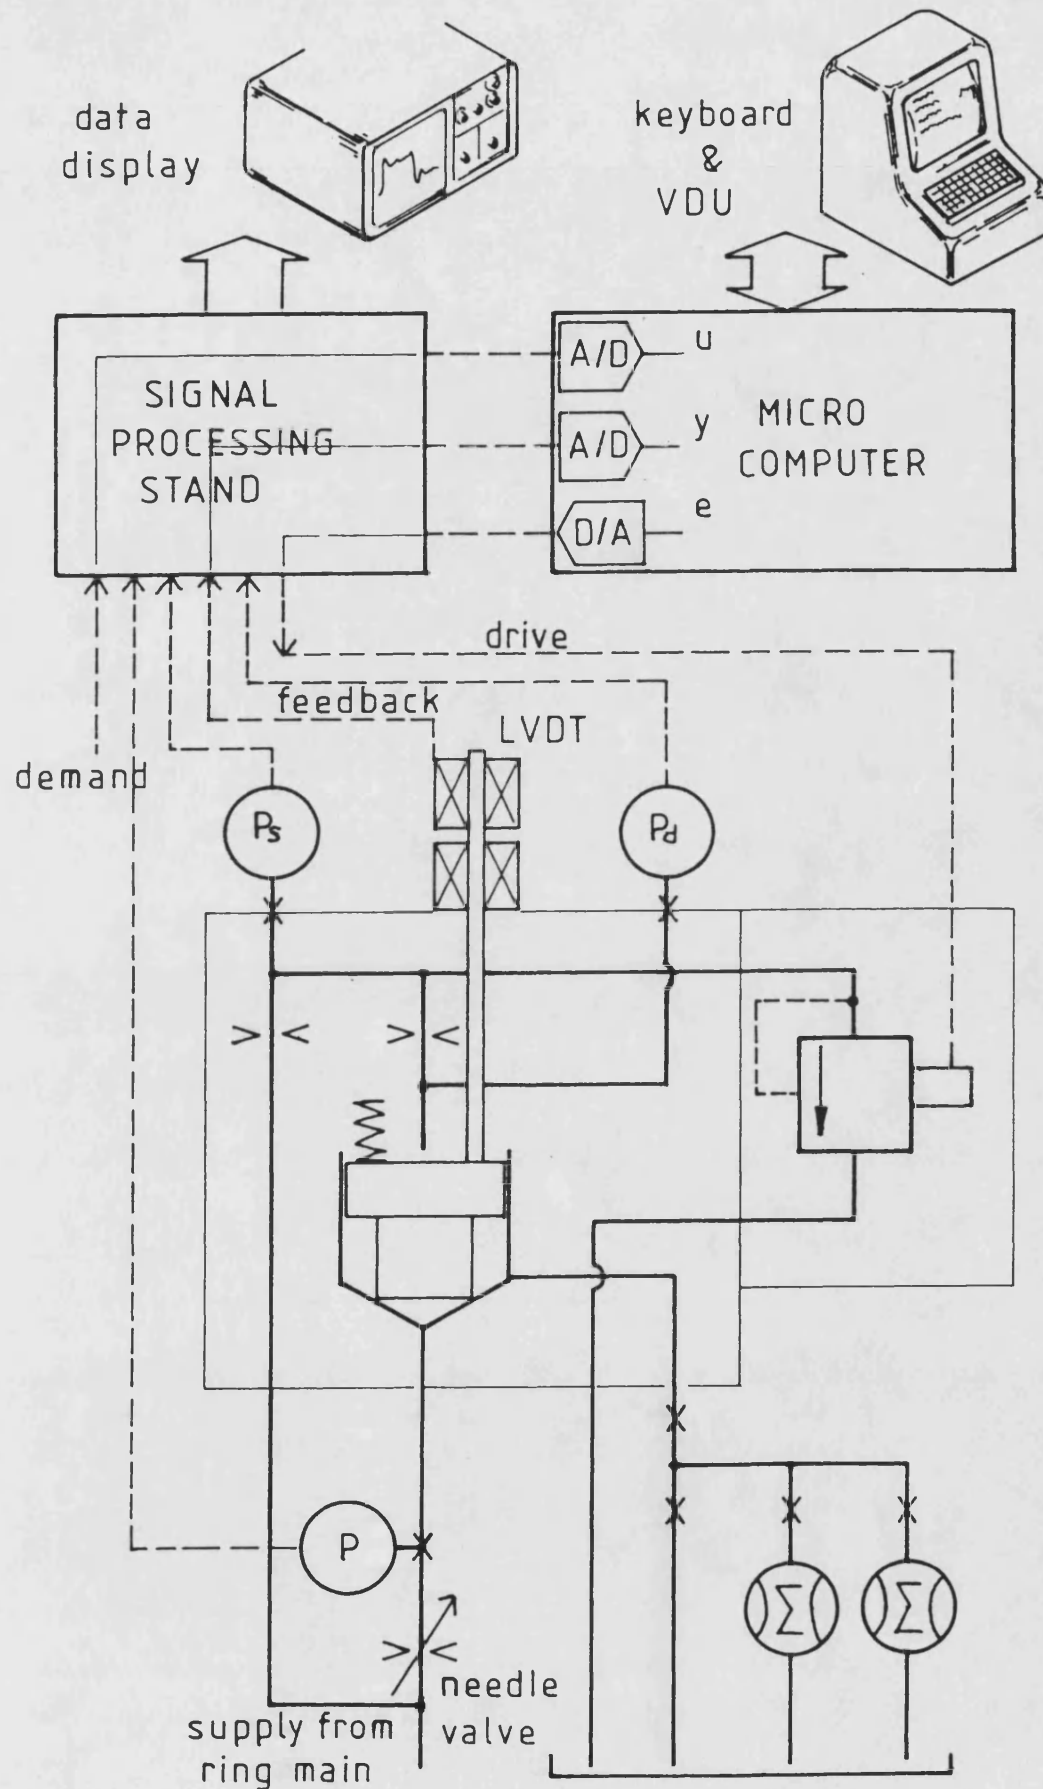 data
display
keyboard
&
VDU
SIGNAL
PROCESSING
STAND
A/D
u
A/D
y
D/A
e
MICRO
COMPUTER
drive
feedback
LVDT
demand
Ps
Pd
P
Σ
Σ
needle
valve
supply from
ring main